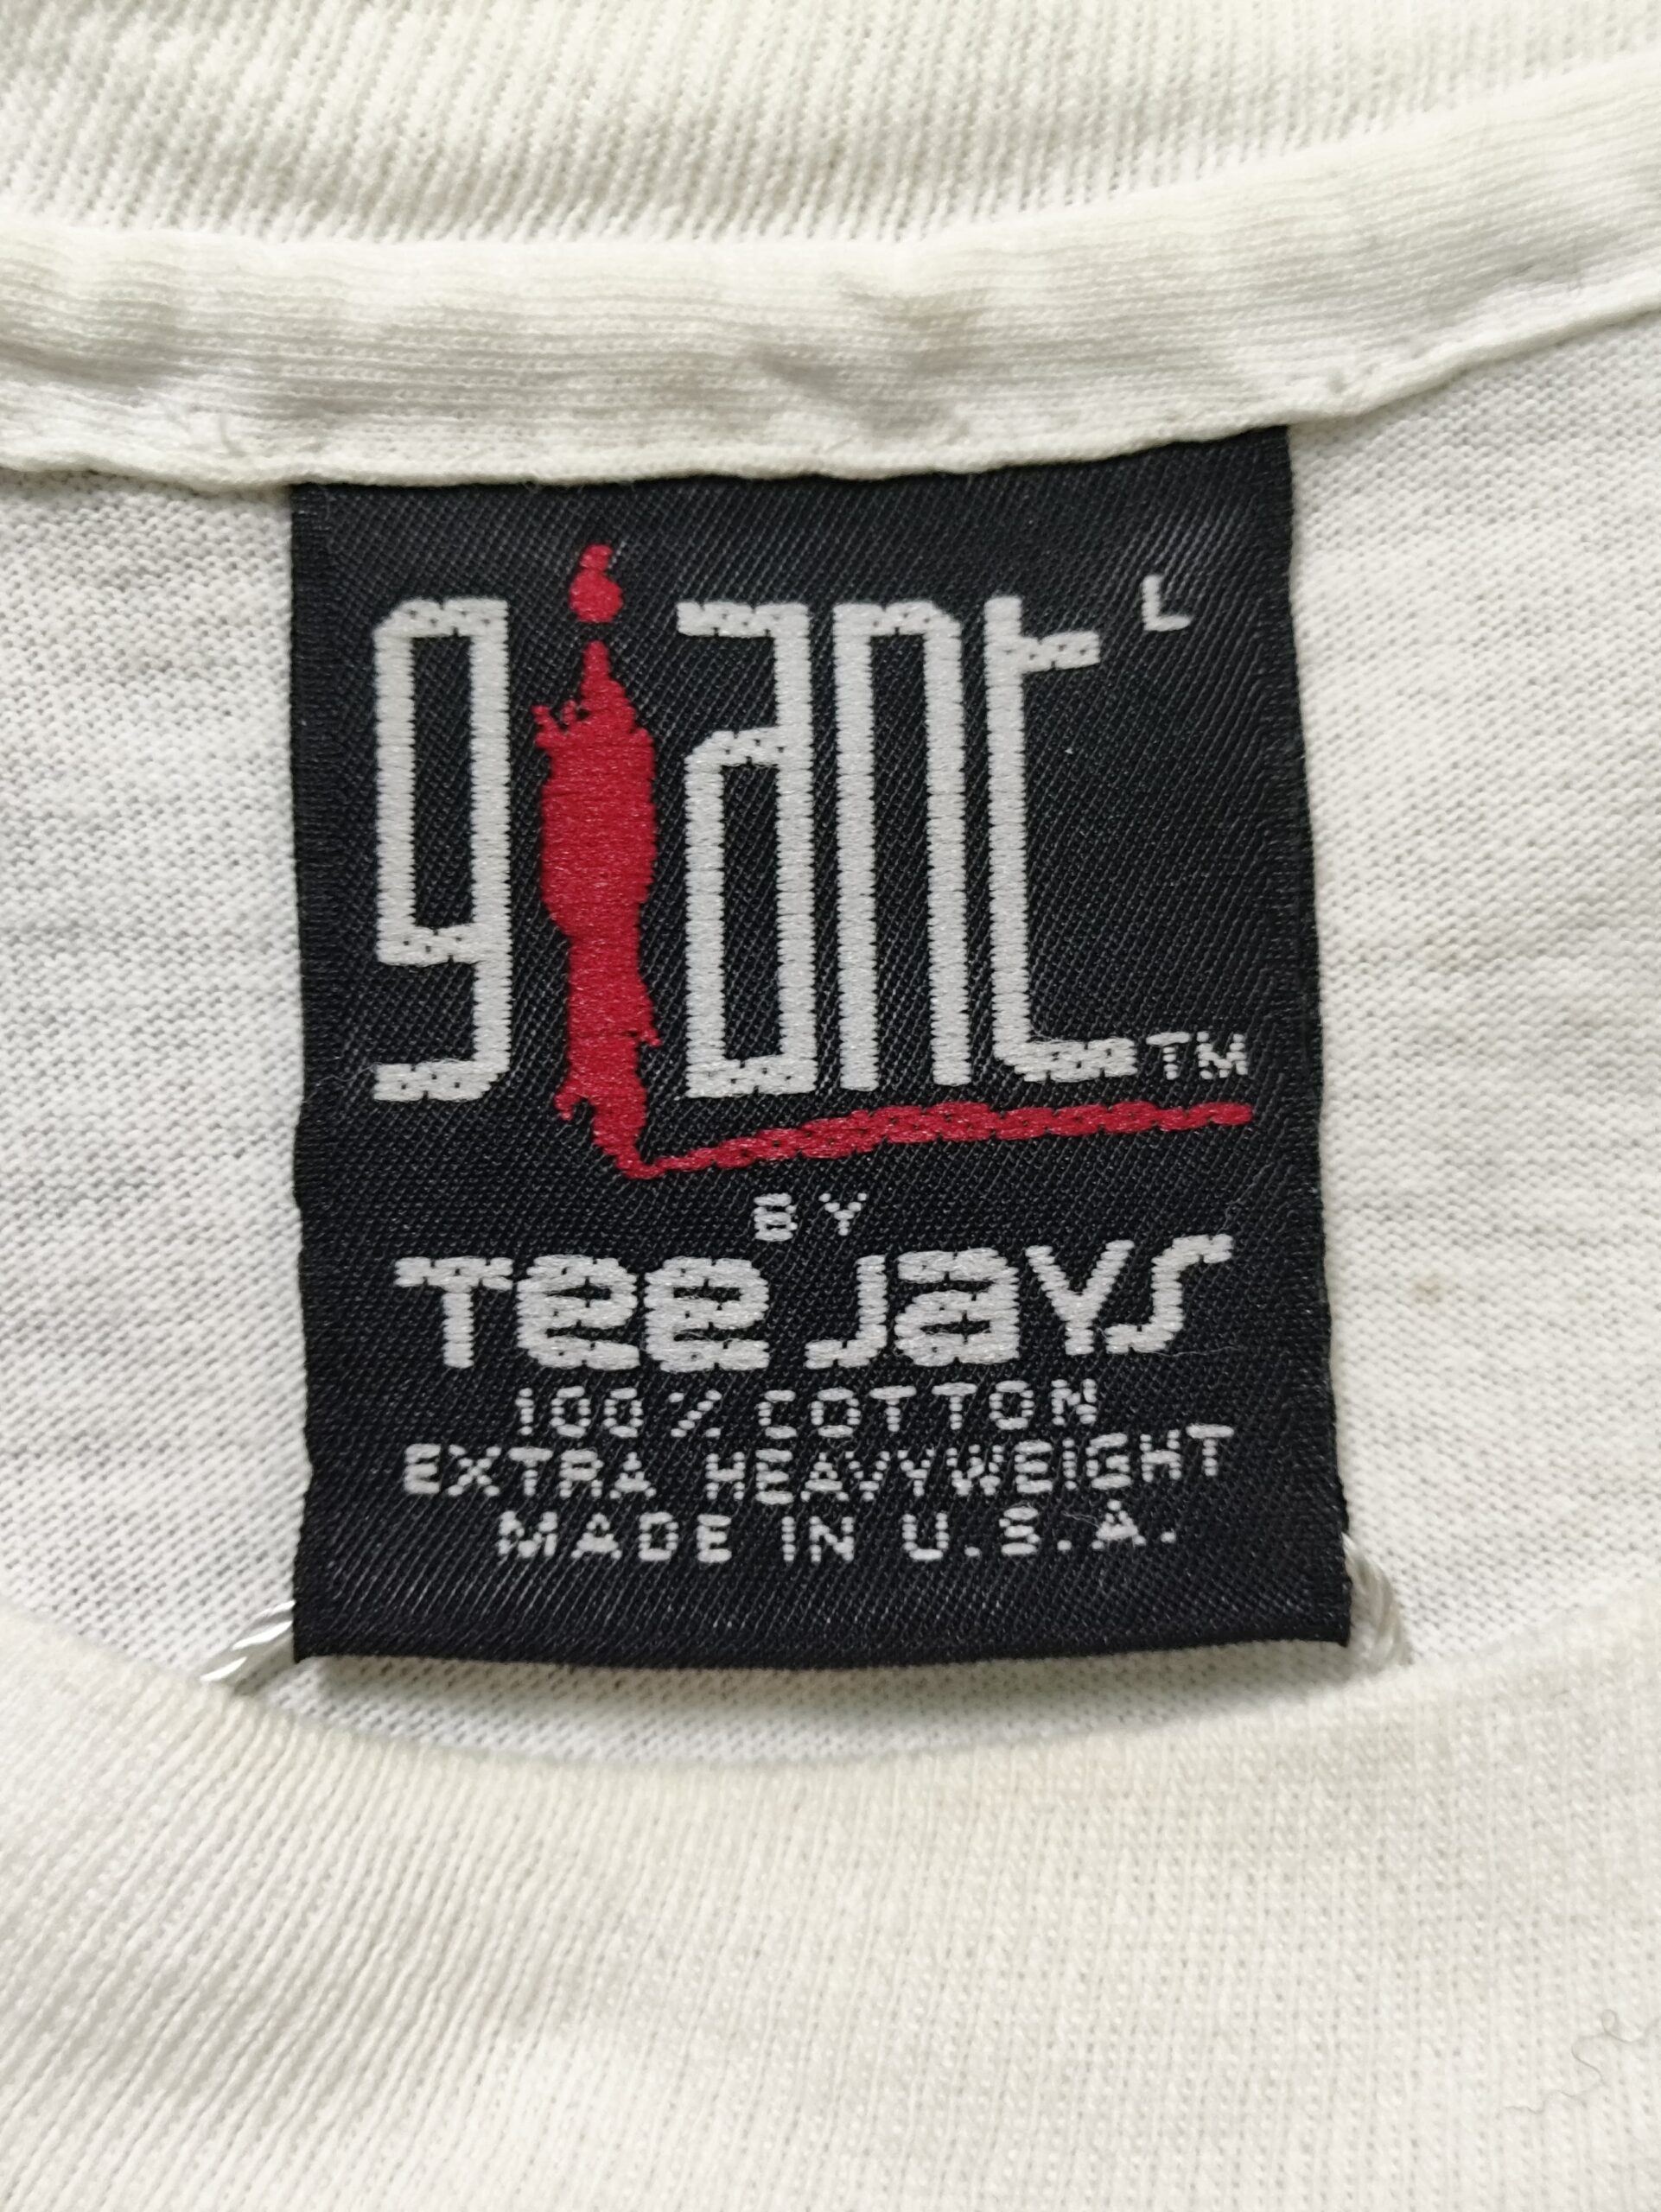 giant L
TM
BY
Tee Jays
100% COTTON
EXTRA HEAVYWEIGHT
MADE IN U.S.A.